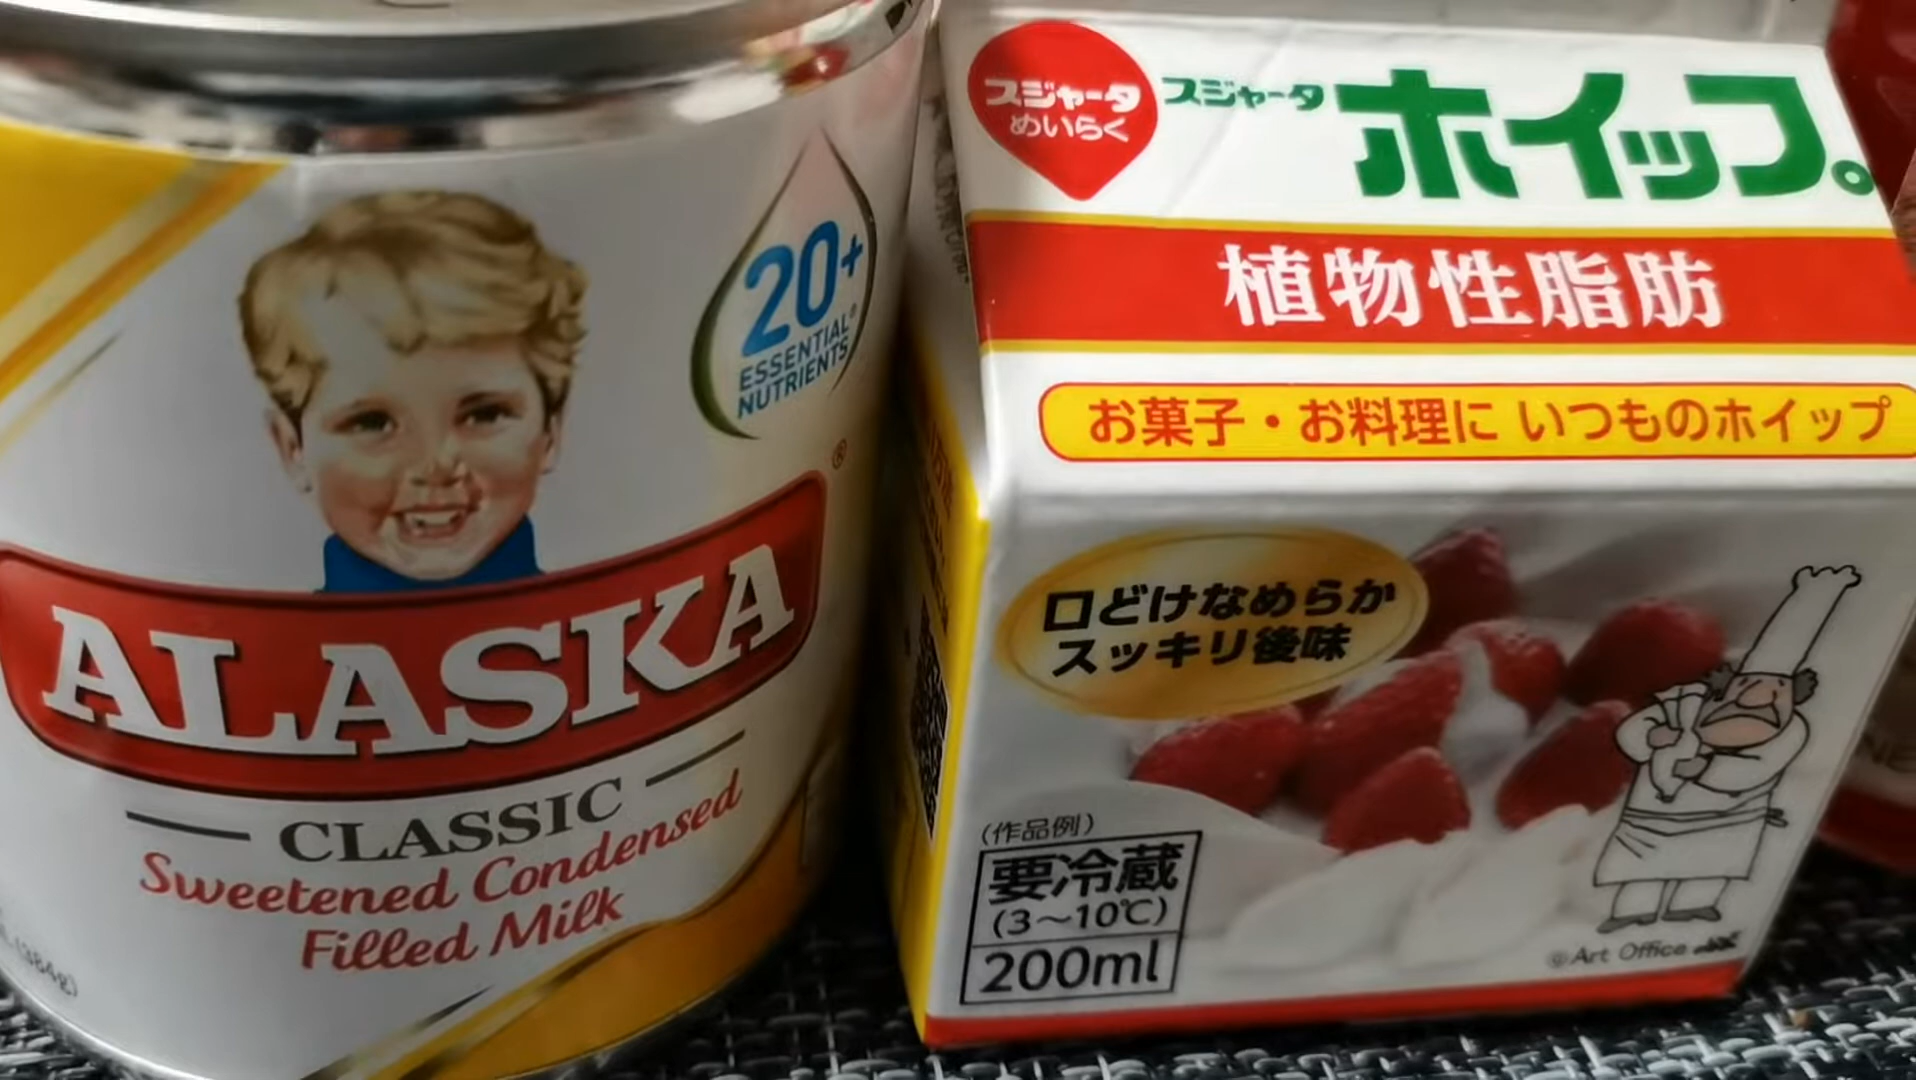 20+
ESSENTIAL
NUTRIENTS
®
ALASKA
CLASSIC
Sweetened Condensed
Filled Milk
(384g)
スジャータ
めいらく
スジャータ ホイップ。
植物性脂肪
お菓子・お料理に いつものホイップ
口どけなめらか
スッキリ後味
(作品例)
要冷蔵
(3～10℃)
200ml
©Art Office